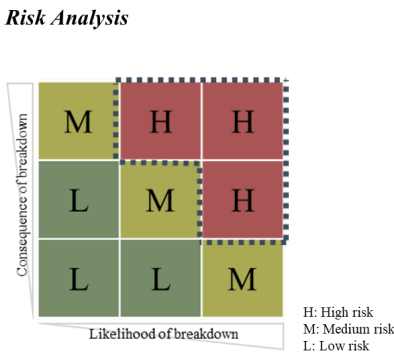 Risk Analysis
Consequence of breakdown
M H H
L M H
L L M
Likelihood of breakdown
H: High risk
M: Medium risk
L: Low risk